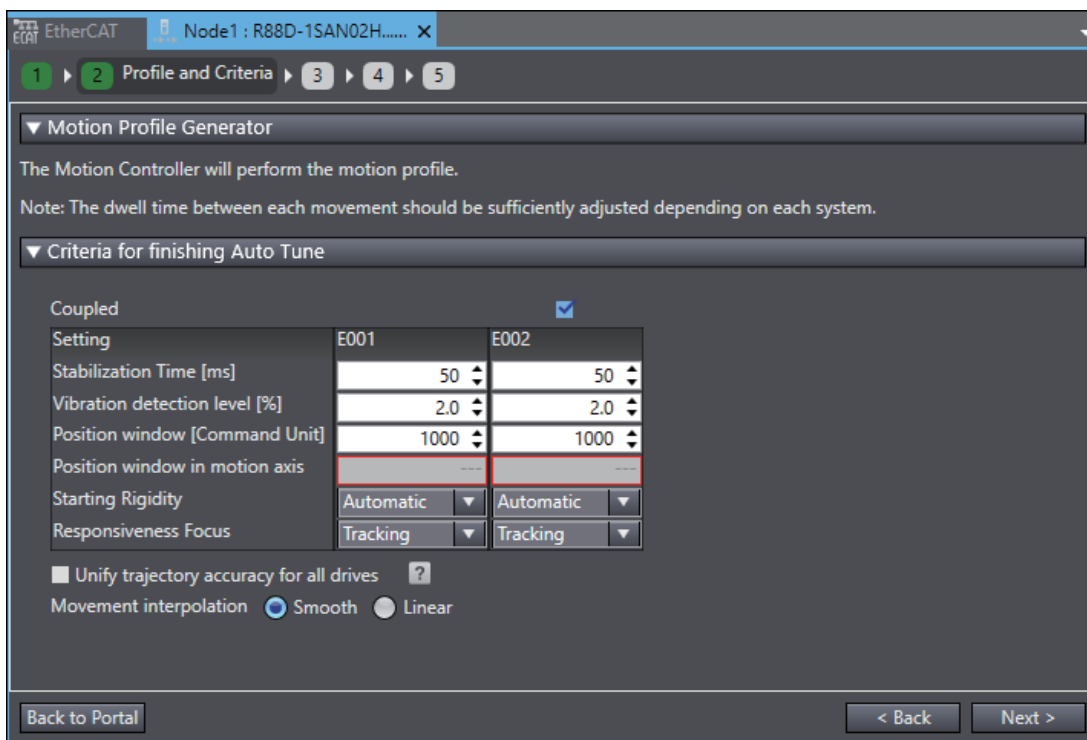 ECAT EtherCAT Node1 : R88D-1SAN02H...... ×
1 2 Profile and Criteria 3 4 5
Motion Profile Generator
The Motion Controller will perform the motion profile.
Note: The dwell time between each movement should be sufficiently adjusted depending on each system.
Criteria for finishing Auto Tune
Coupled
Setting E001 E002
Stabilization Time [ms] 50 50
Vibration detection level [%] 2.0 2.0
Position window [Command Unit] 1000 1000
Position window in motion axis --- ---
Starting Rigidity Automatic Automatic
Responsiveness Focus Tracking Tracking
Unify trajectory accuracy for all drives ?
Movement interpolation Smooth Linear
Back to Portal < Back Next >